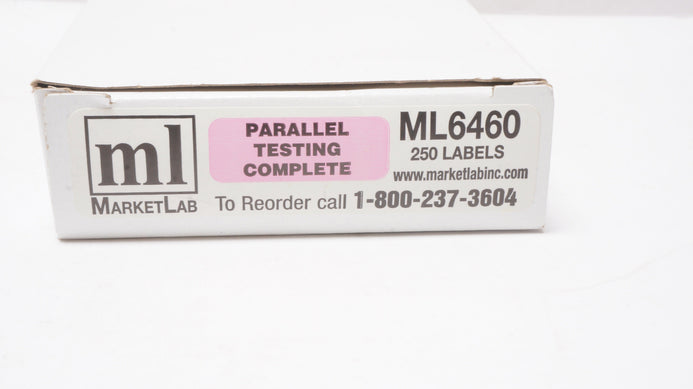 ml
MARKETLAB
PARALLEL
TESTING
COMPLETE
ML6460
250 LABELS
www.marketlabinc.com
To Reorder call 1-800-237-3604